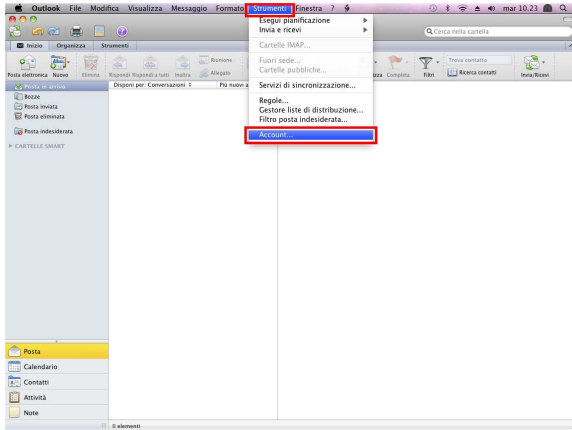 Outlook File Modifica Visualizza Messaggio Formato Strumenti Finestra ? mar 10.23
Cerca nella cartella
Inizio Organizza Strumenti
Posta elettronica Nuovo Elimina Rispondi Rispondi a tutti Inoltra Riunione Allegato
Completa Filtri Trova contatto Ricerca contatti Invia/Ricevi
Esegui pianificazione
Invia e ricevi
Cartelle IMAP...
Fuori sede...
Cartelle pubbliche...
Servizi di sincronizzazione...
Regole...
Gestore liste di distribuzione...
Filtro posta indesiderata...
Account...
Posta in arrivo
Bozze
Posta inviata
Posta eliminata
Posta indesiderata
CARTELLE SMART
Disponi per: Conversazioni Più nuovi
Posta
Calendario
Contatti
Attività
Note
0 elementi